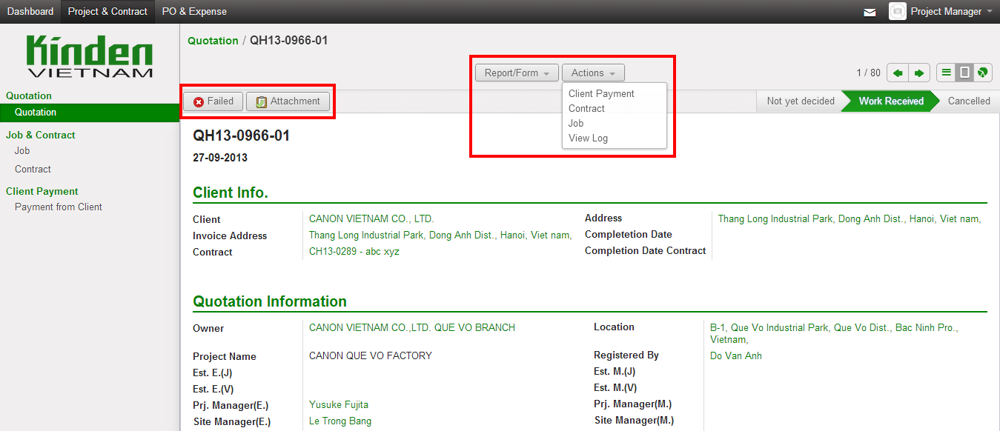 Dashboard Project & Contract PO & Expense Project Manager
Kinden
VIETNAM
Quotation / QH13-0966-01
Report/Form Actions 1 / 80
Client Payment
Contract
Job
View Log
Failed Attachment Not yet decided Work Received Cancelled
Quotation
Quotation
Job & Contract
Job
Contract
Client Payment
Payment from Client
QH13-0966-01
27-09-2013
Client Info.
Client CANON VIETNAM CO., LTD. Address Thang Long Industrial Park, Dong Anh Dist., Hanoi, Viet nam,
Invoice Address Thang Long Industrial Park, Dong Anh Dist., Hanoi, Viet nam, Completetion Date
Contract CH13-0289 - abc xyz Completion Date Contract
Quotation Information
Owner CANON VIETNAM CO.,LTD. QUE VO BRANCH Location B-1, Que Vo Industrial Park, Que Vo Dist., Bac Ninh Pro.,
Vietnam,
Project Name CANON QUE VO FACTORY Registered By Do Van Anh
Est. E.(J) Est. M.(J)
Est. E.(V) Est. M.(V)
Prj. Manager(E.) Yusuke Fujita Prj. Manager(M.)
Site Manager(E.) Le Trong Bang Site Manager(M.)